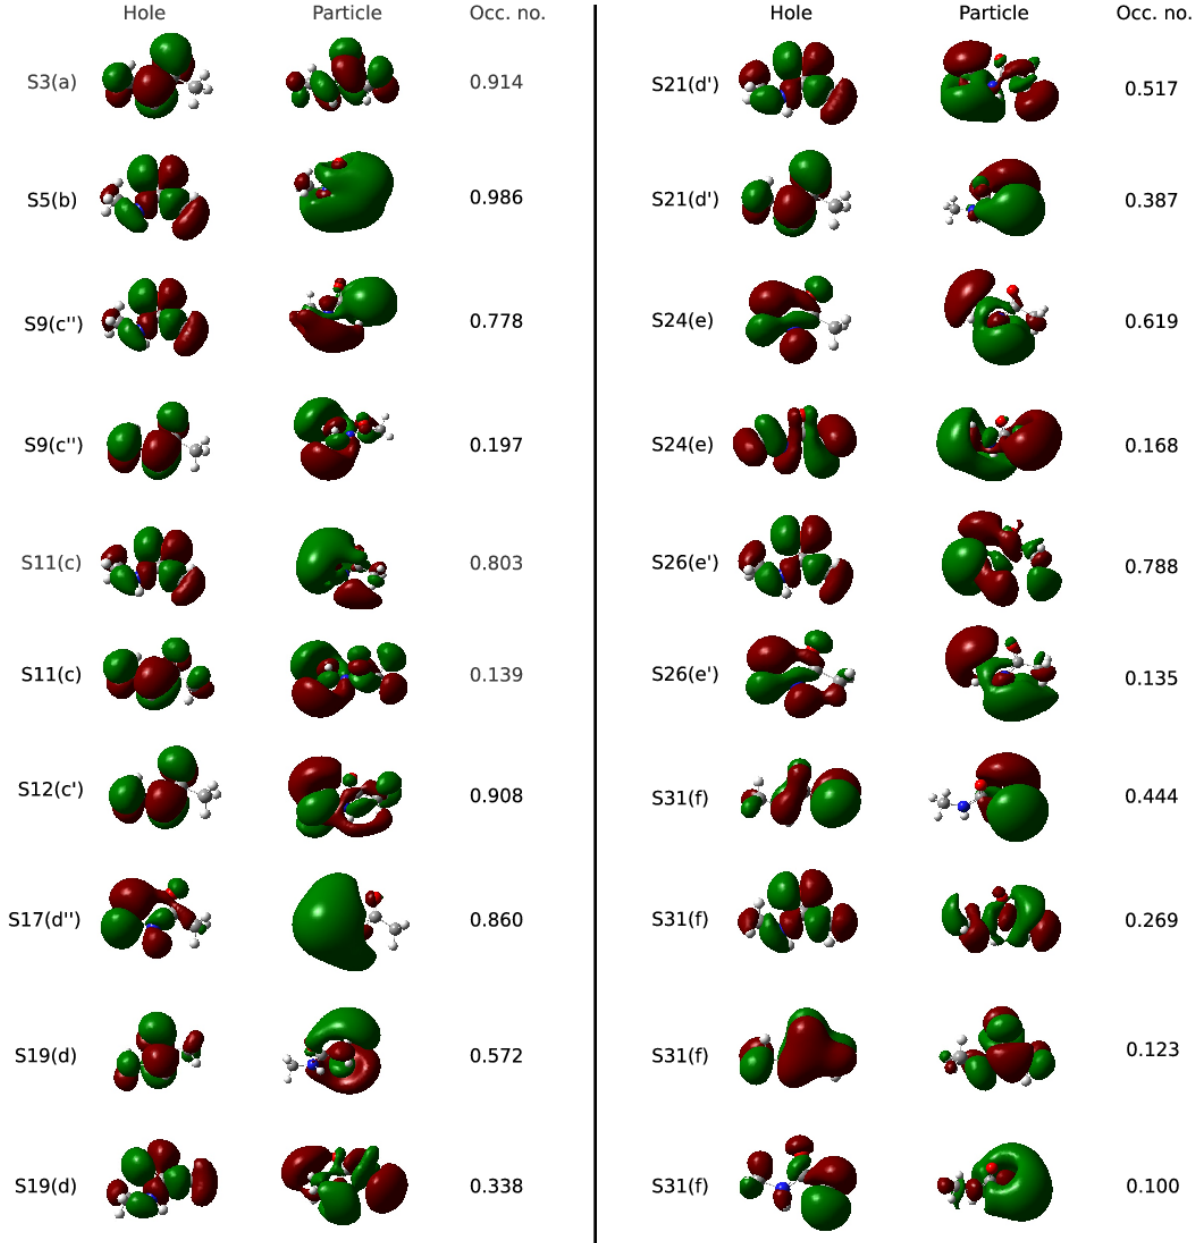 Hole Particle Occ. no.
S3(a) 0.914
S5(b) 0.986
S9(c'') 0.778
S9(c'') 0.197
S11(c) 0.803
S11(c) 0.139
S12(c') 0.908
S17(d'') 0.860
S19(d) 0.572
S19(d) 0.338
Hole Particle Occ. no.
S21(d') 0.517
S21(d') 0.387
S24(e) 0.619
S24(e) 0.168
S26(e') 0.788
S26(e') 0.135
S31(f) 0.444
S31(f) 0.269
S31(f) 0.123
S31(f) 0.100